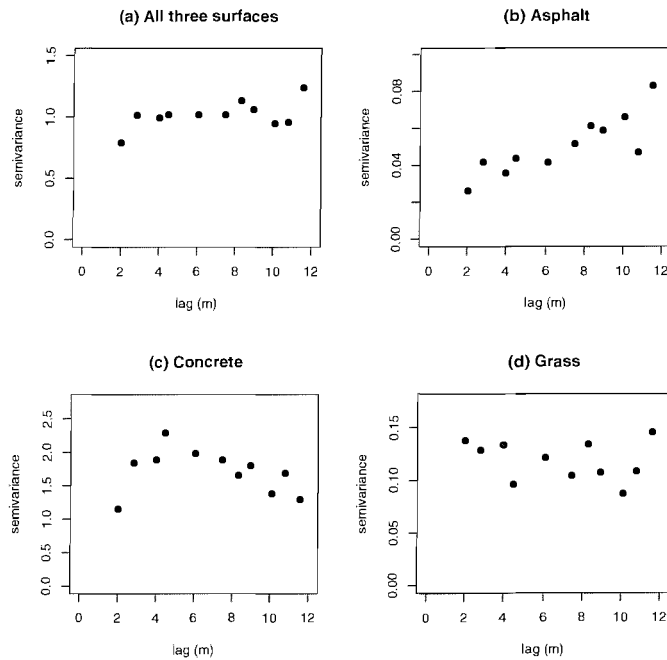 (a) All three surfaces
semivariance
0.0 0.5 1.0 1.5
0 2 4 6 8 10 12
lag (m)
(b) Asphalt
semivariance
0.00 0.04 0.08
0 2 4 6 8 10 12
lag (m)
(c) Concrete
semivariance
0.0 0.5 1.0 1.5 2.0 2.5
0 2 4 6 8 10 12
lag (m)
(d) Grass
semivariance
0.00 0.05 0.10 0.15
0 2 4 6 8 10 12
lag (m)